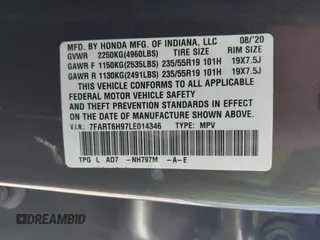 MFD. BY HONDA MFG. OF INDIANA, LLC 08/'20
GVWR 2250KG(4960LBS) TIRE SIZE RIM SIZE
GAWR F 1150KG(2535LBS) 235/55R19 101H 19X7.5J
GAWR R 1130KG(2491LBS) 235/55R19 101H 19X7.5J
THIS VEHICLE CONFORMS TO ALL APPLICABLE FEDERAL
MOTOR VEHICLE SAFETY STANDARDS IN EFFECT
ON THE DATE OF MANUFACTURE SHOWN ABOVE.
V.I.N.: 7FART6H97LE014346 TYPE: MPV
TPG L AD7 -NH797M -A-E
DREAMBID